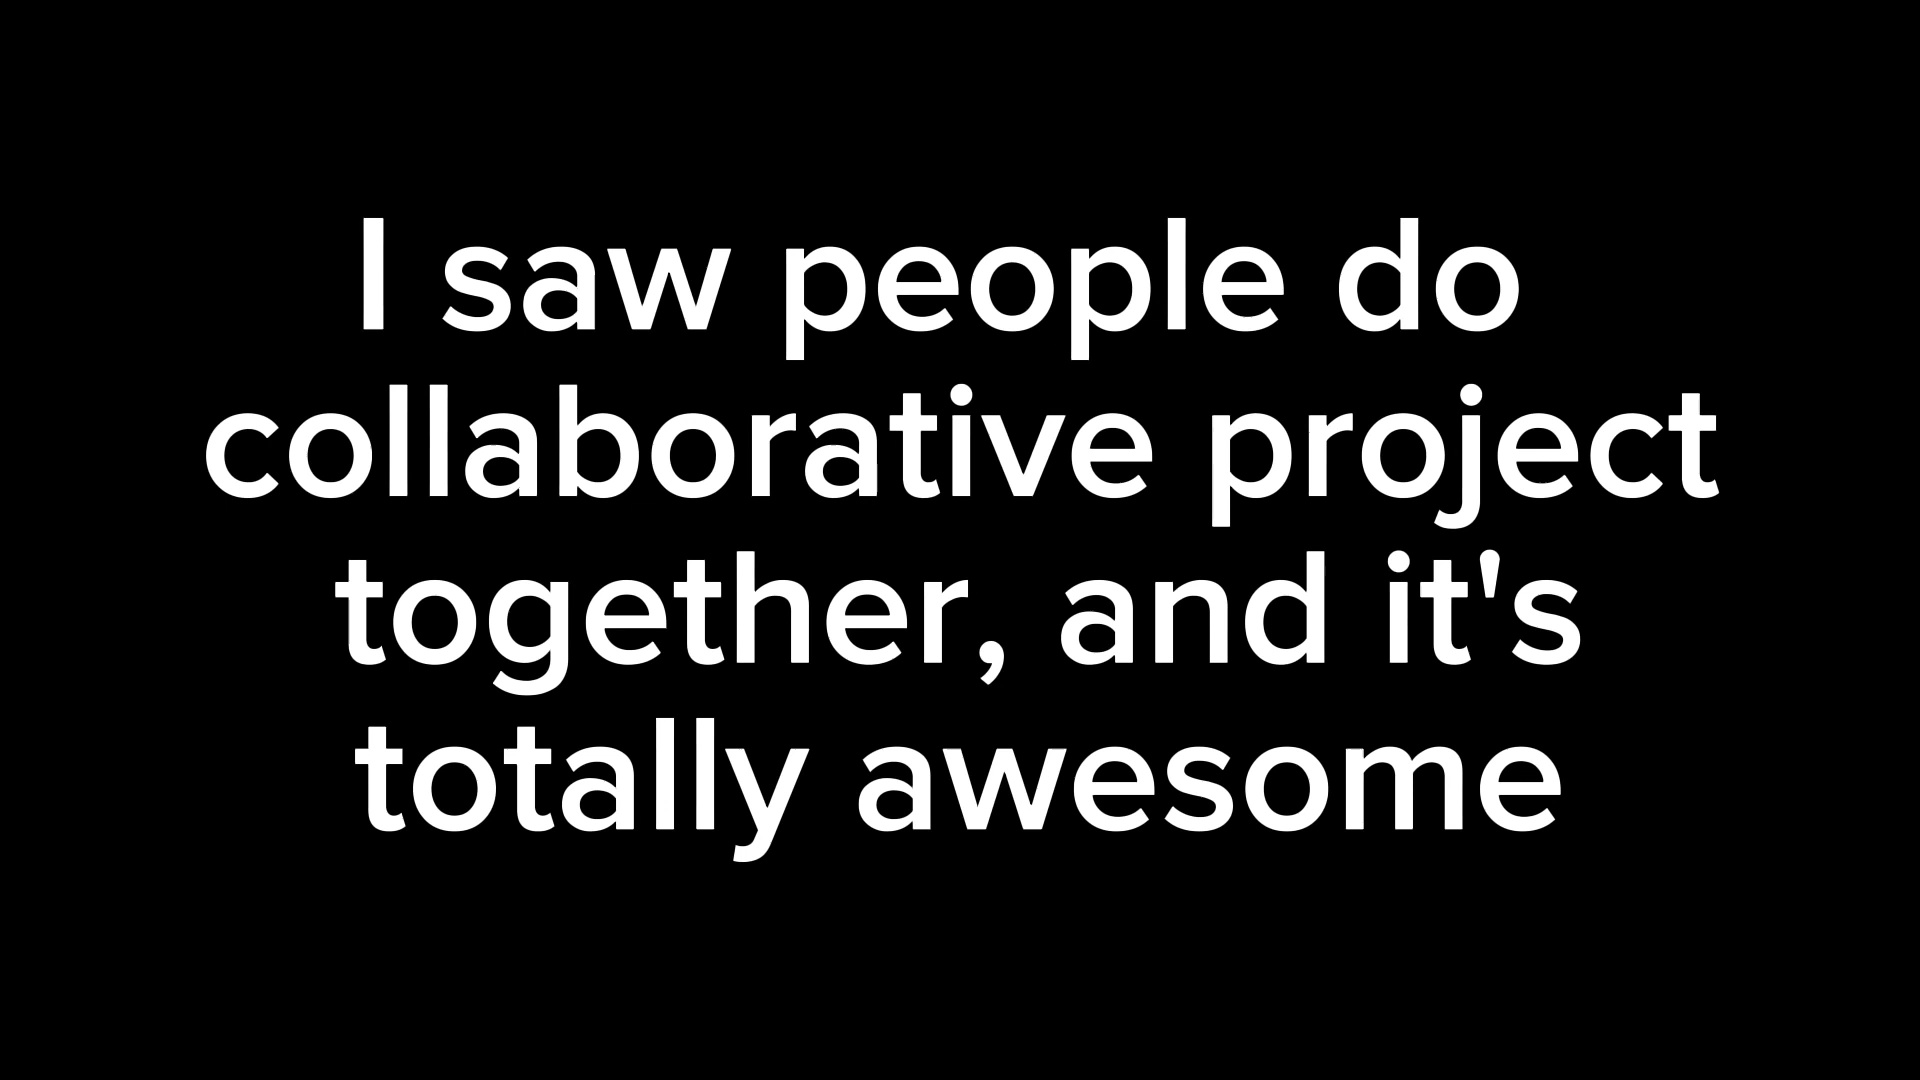 I saw people do
collaborative project
together, and it's
totally awesome